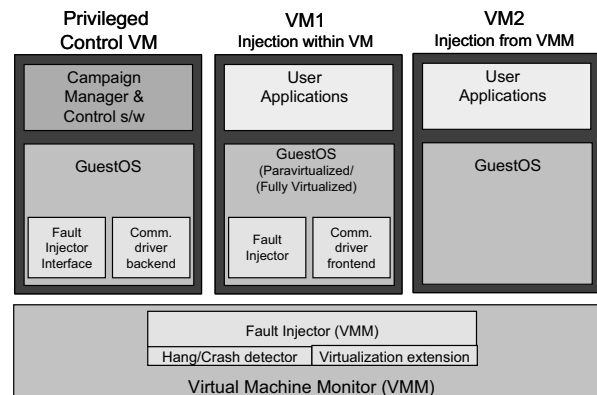 Privileged
Control VM
Campaign
Manager &
Control s/w
GuestOS
Fault
Injector
Interface
Comm.
driver
backend
VM1
Injection within VM
User
Applications
GuestOS
(Paravirtualized/
(Fully Virtualized)
Fault
Injector
Comm.
driver
frontend
VM2
Injection from VMM
User
Applications
GuestOS
Fault Injector (VMM)
Hang/Crash detector
Virtualization extension
Virtual Machine Monitor (VMM)